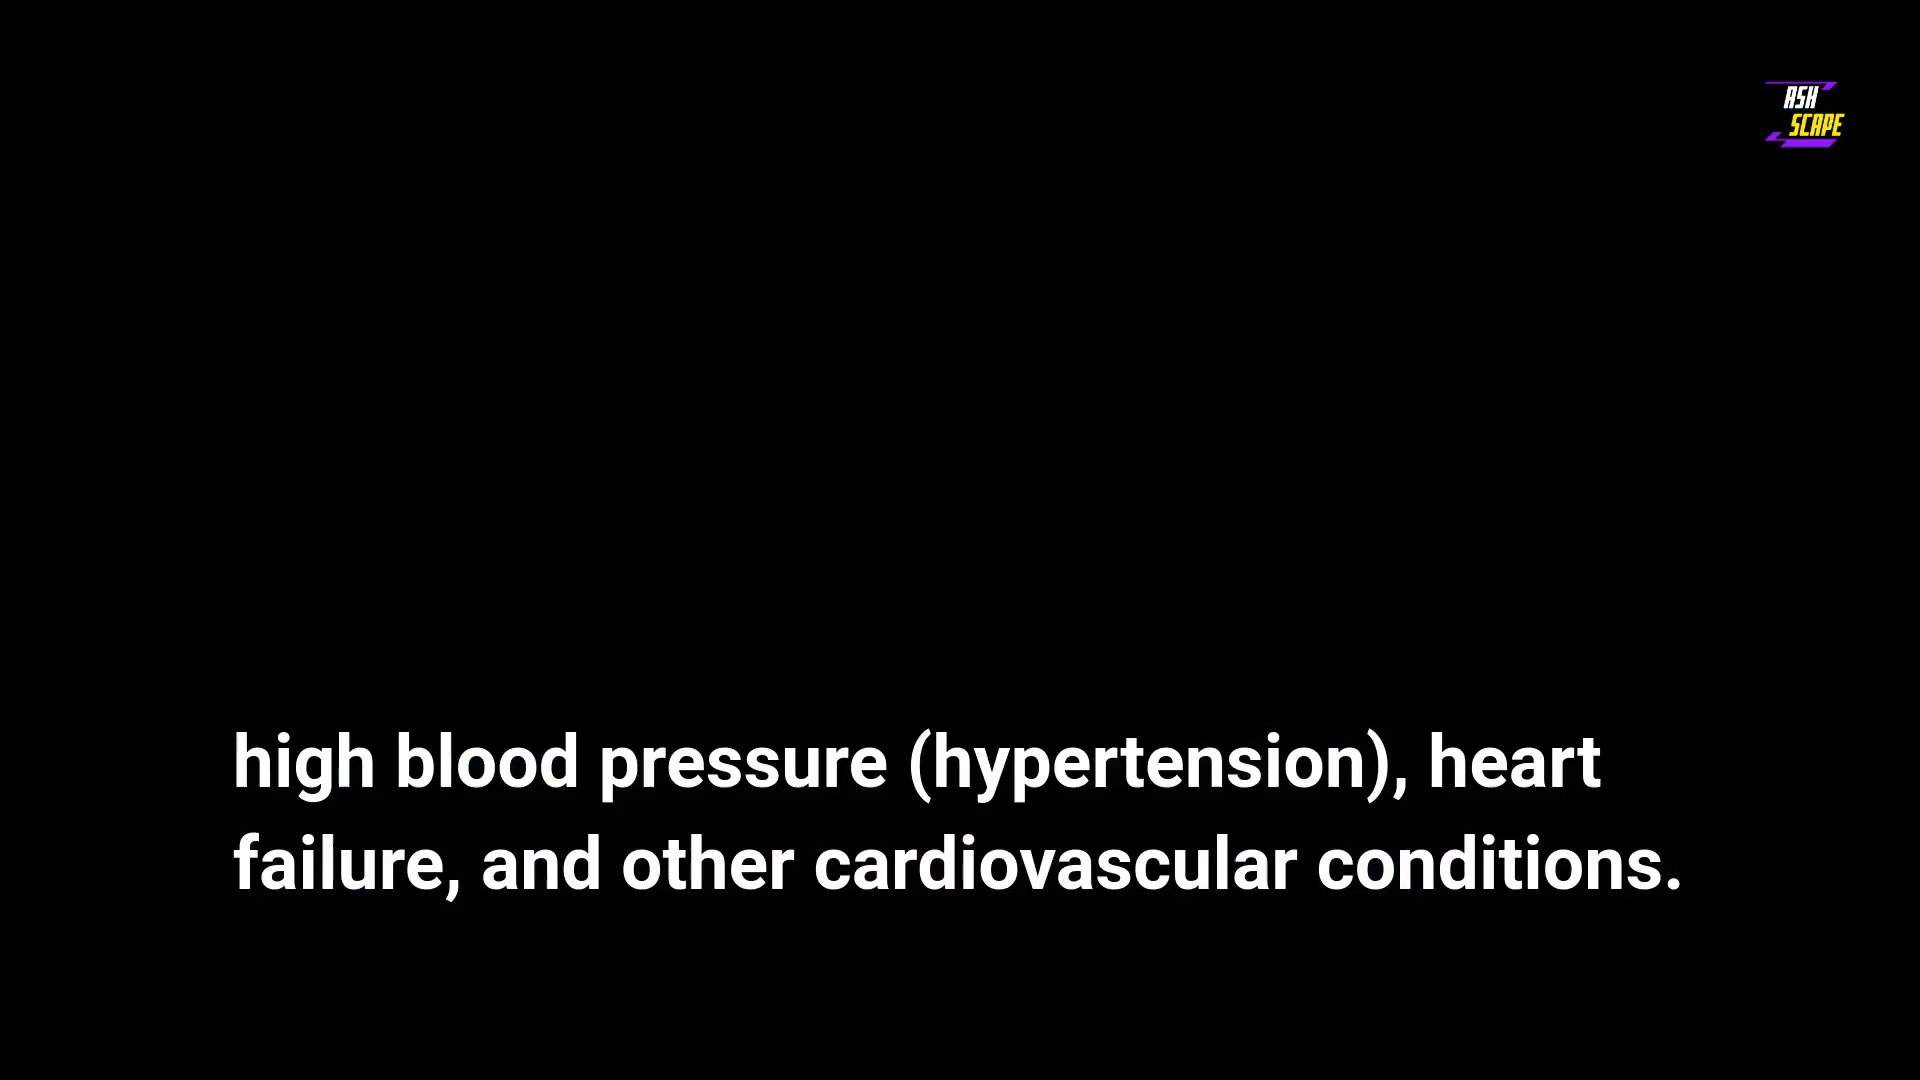 ASH
SCAPE
high blood pressure (hypertension), heart
failure, and other cardiovascular conditions.